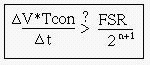 ΔV*Tcon ? FSR
Δt > 2^{n+1}